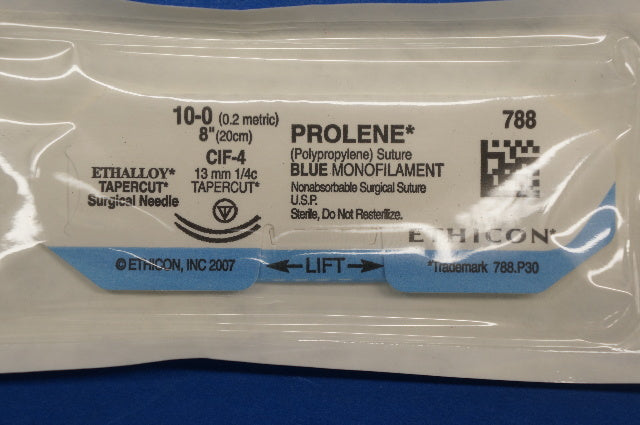 10-0 (0.2 metric)
8" (20cm)
CIF-4
ETHALLOY* 13 mm 1/4c
TAPERCUT* TAPERCUT*
Surgical Needle
PROLENE*
(Polypropylene) Suture
BLUE MONOFILAMENT
Nonabsorbable Surgical Suture
U.S.P.
Sterile, Do Not Resterilize.
788
ETHICON*
© ETHICON, INC 2007
LIFT
*Trademark 788.P30